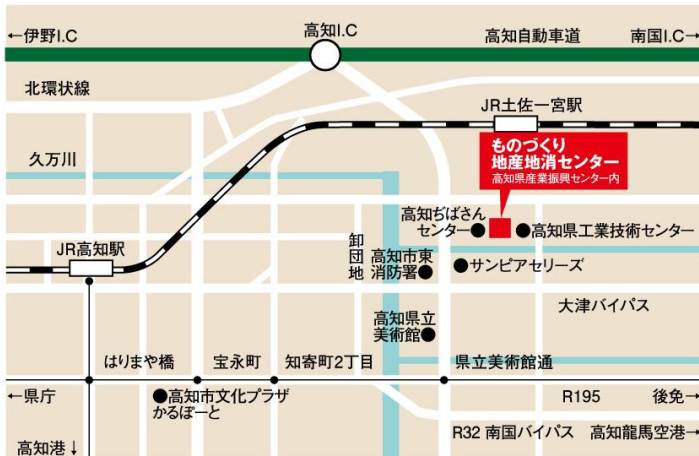 高知I.C
←伊野I.C
高知自動車道
南国I.C→
北環状線
JR土佐一宮駅
ものづくり
地産地消センター
高知県産業振興センター内
久万川
高知ぢばさん
センター
高知県工業技術センター
JR高知駅
卸団地
高知市東
消防署
サンピアセリーズ
大津バイパス
高知県立
美術館
はりまや橋
宝永町
知寄町2丁目
県立美術館通
←県庁
高知市文化プラザ
かるぽーと
R195
後免→
R32 南国バイパス
高知龍馬空港→
高知港↓